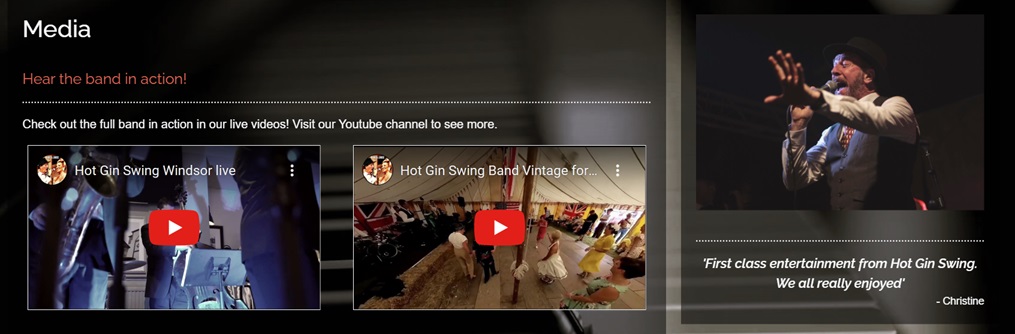 Media
Hear the band in action!
Check out the full band in action in our live videos! Visit our Youtube channel to see more.
Hot Gin Swing Windsor live
Hot Gin Swing Band Vintage for...
'First class entertainment from Hot Gin Swing.
We all really enjoyed'
- Christine